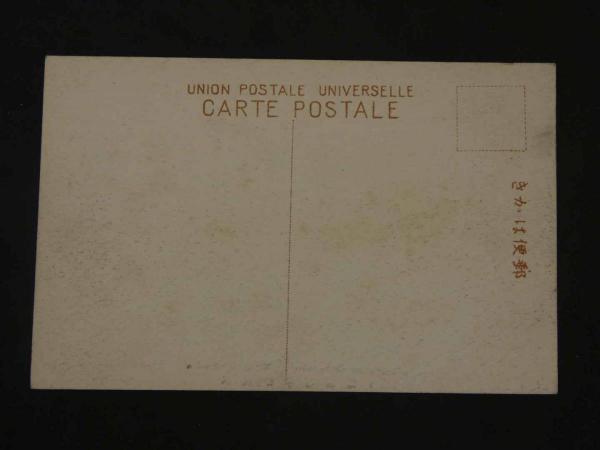 UNION POSTALE UNIVERSELLE
CARTE POSTALE
きかは便郵